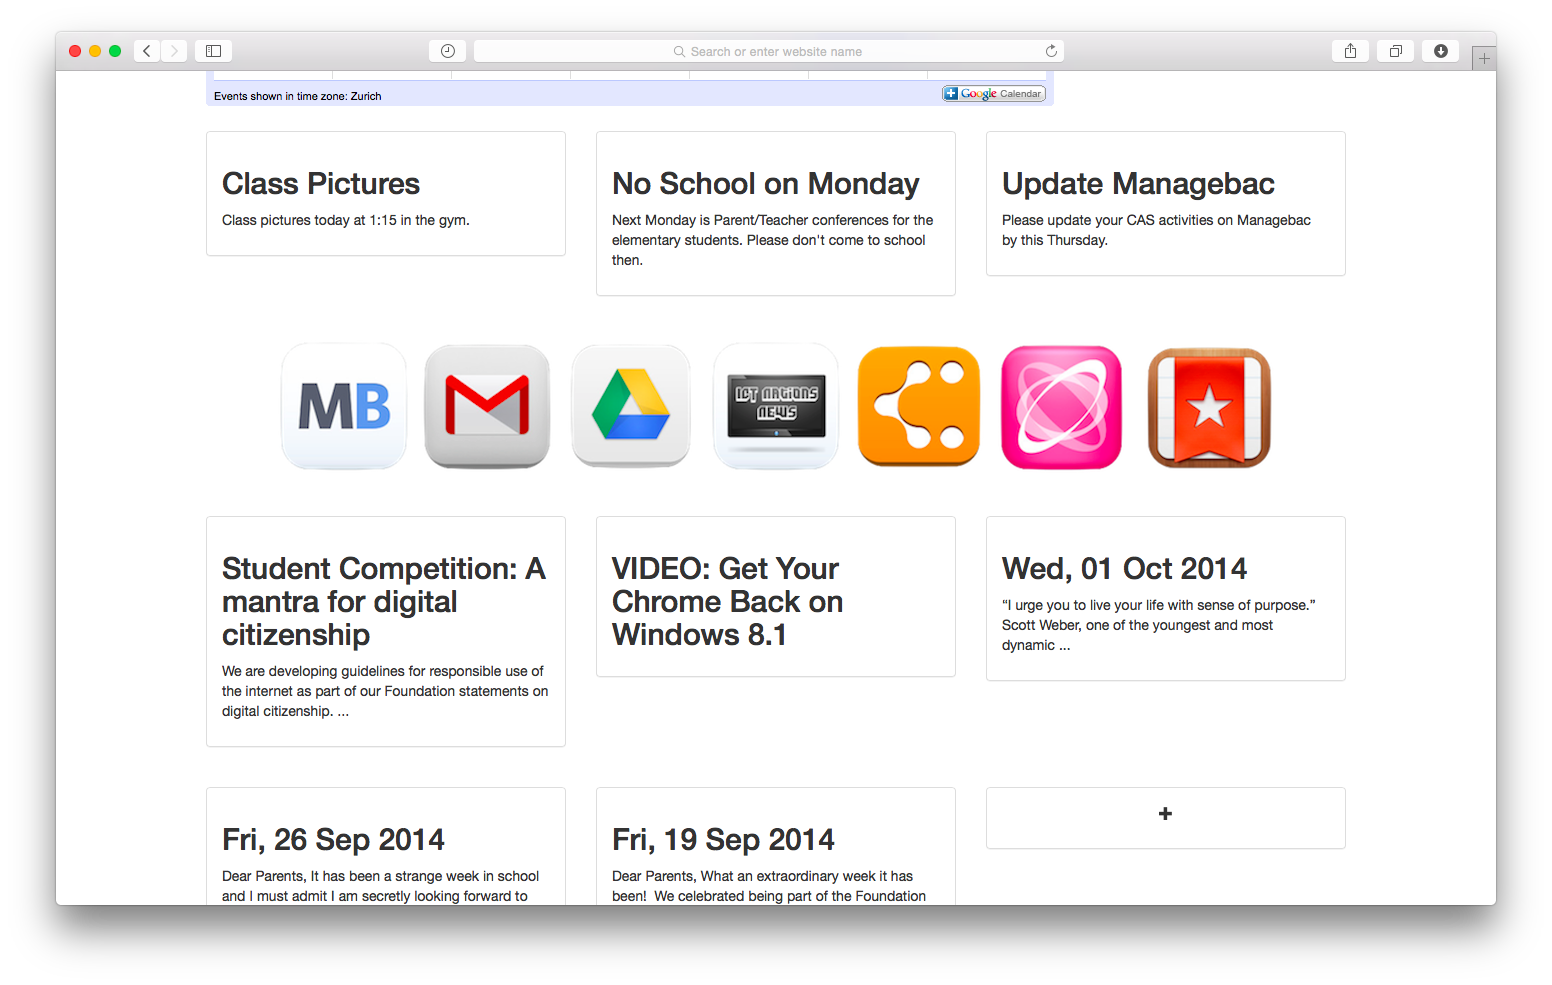 Search or enter website name
Events shown in time zone: Zurich
Google Calendar
Class Pictures
Class pictures today at 1:15 in the gym.
No School on Monday
Next Monday is Parent/Teacher conferences for the
elementary students. Please don't come to school
then.
Update Managebac
Please update your CAS activities on Managebac
by this Thursday.
MB
ICT NATIONS
NEWS
Student Competition: A
mantra for digital
citizenship
We are developing guidelines for responsible use of
the internet as part of our Foundation statements on
digital citizenship. ...
VIDEO: Get Your
Chrome Back on
Windows 8.1
Wed, 01 Oct 2014
“I urge you to live your life with sense of purpose.”
Scott Weber, one of the youngest and most
dynamic ...
Fri, 26 Sep 2014
Dear Parents, It has been a strange week in school
and I must admit I am secretly looking forward to
Fri, 19 Sep 2014
Dear Parents, What an extraordinary week it has
been!  We celebrated being part of the Foundation